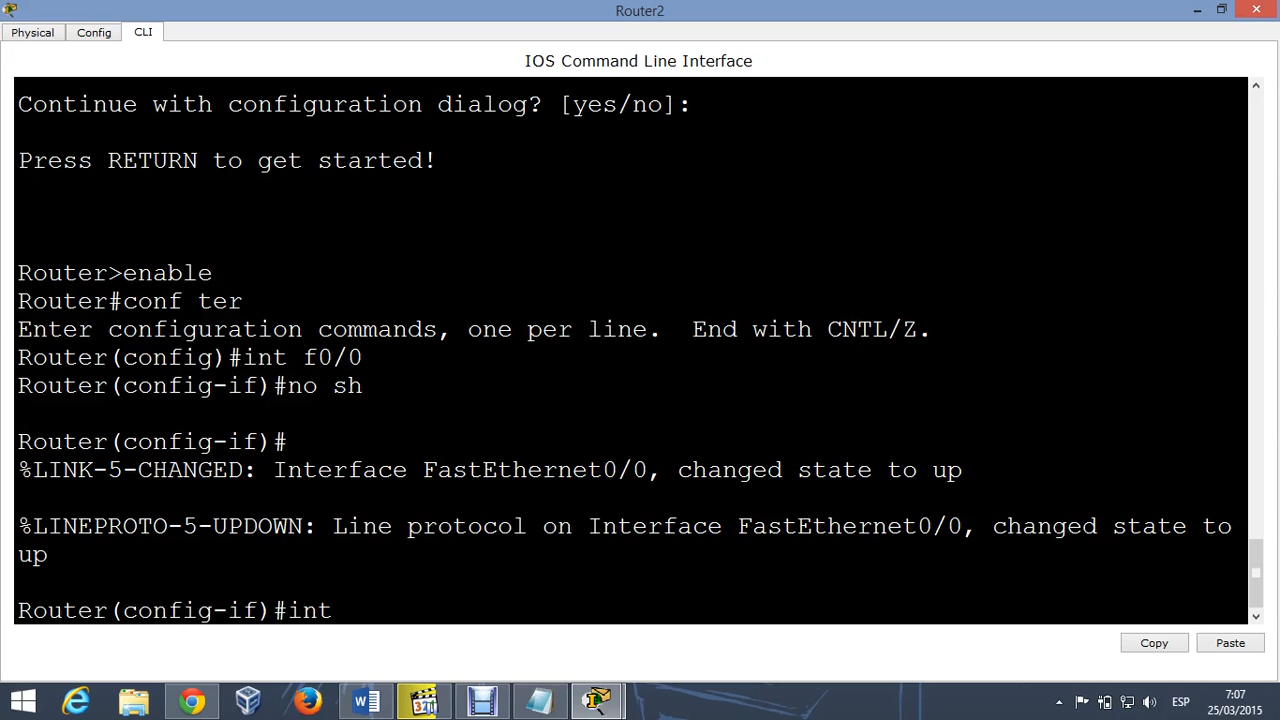 Router2
Physical Config CLI
IOS Command Line Interface
Continue with configuration dialog? [yes/no]:
Press RETURN to get started!
Router>enable
Router#conf ter
Enter configuration commands, one per line.  End with CNTL/Z.
Router(config)#int f0/0
Router(config-if)#no sh
Router(config-if)#
%LINK-5-CHANGED: Interface FastEthernet0/0, changed state to up
%LINEPROTO-5-UPDOWN: Line protocol on Interface FastEthernet0/0, changed state to
up
Router(config-if)#int
Copy Paste
321
ESP
7:07
25/03/2015